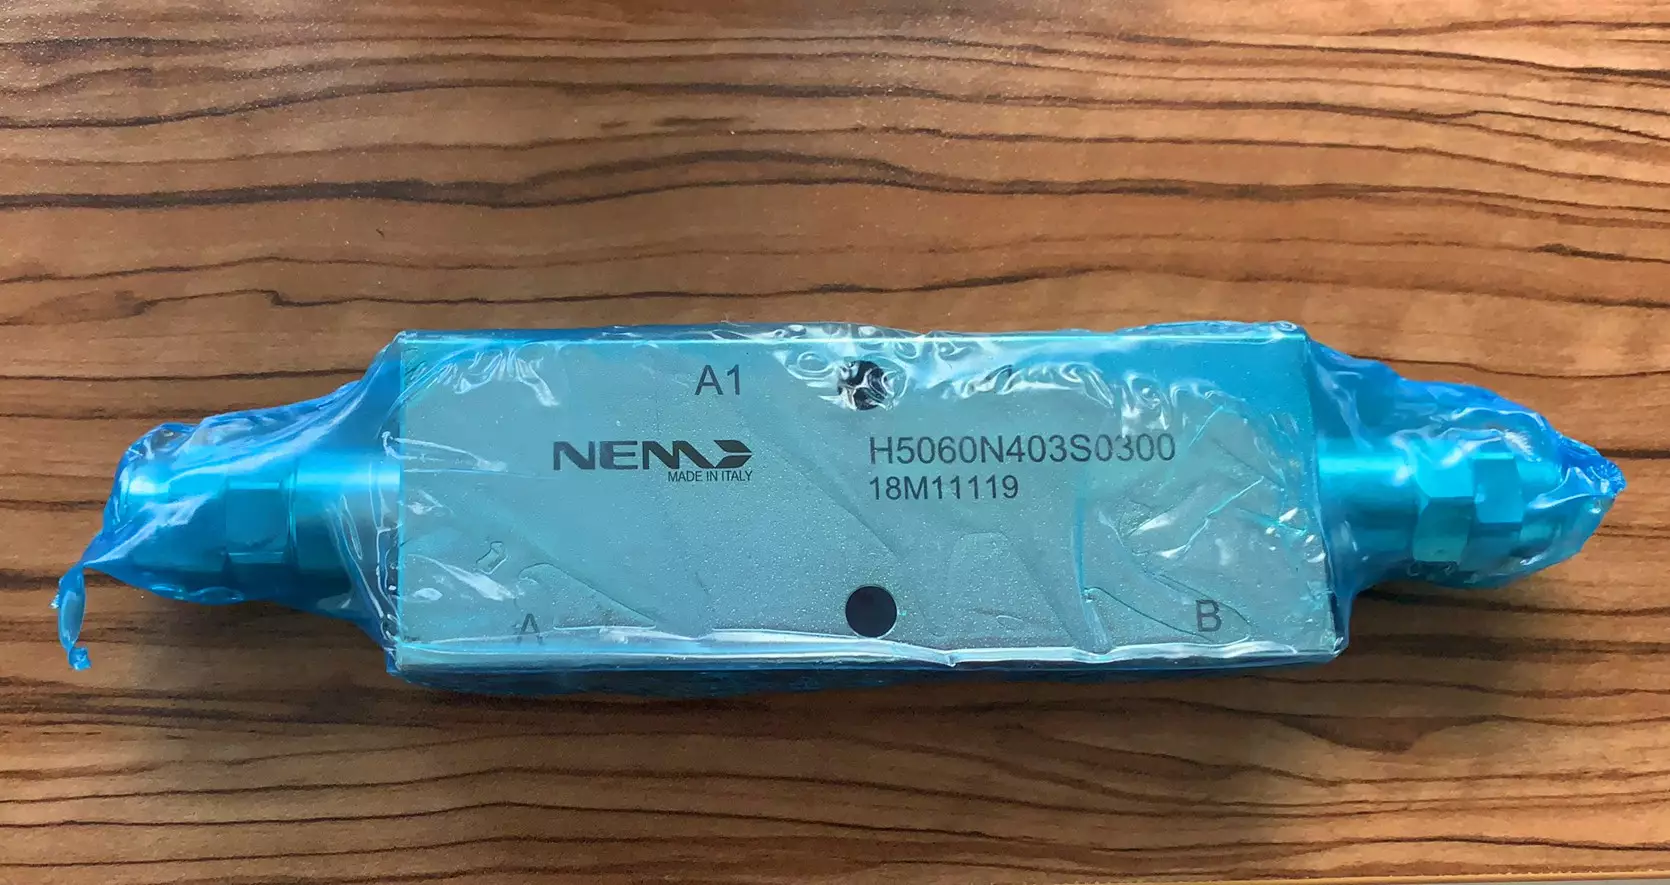 A1
NEM
MADE IN ITALY
H5060N403S0300
18M11119
A
B